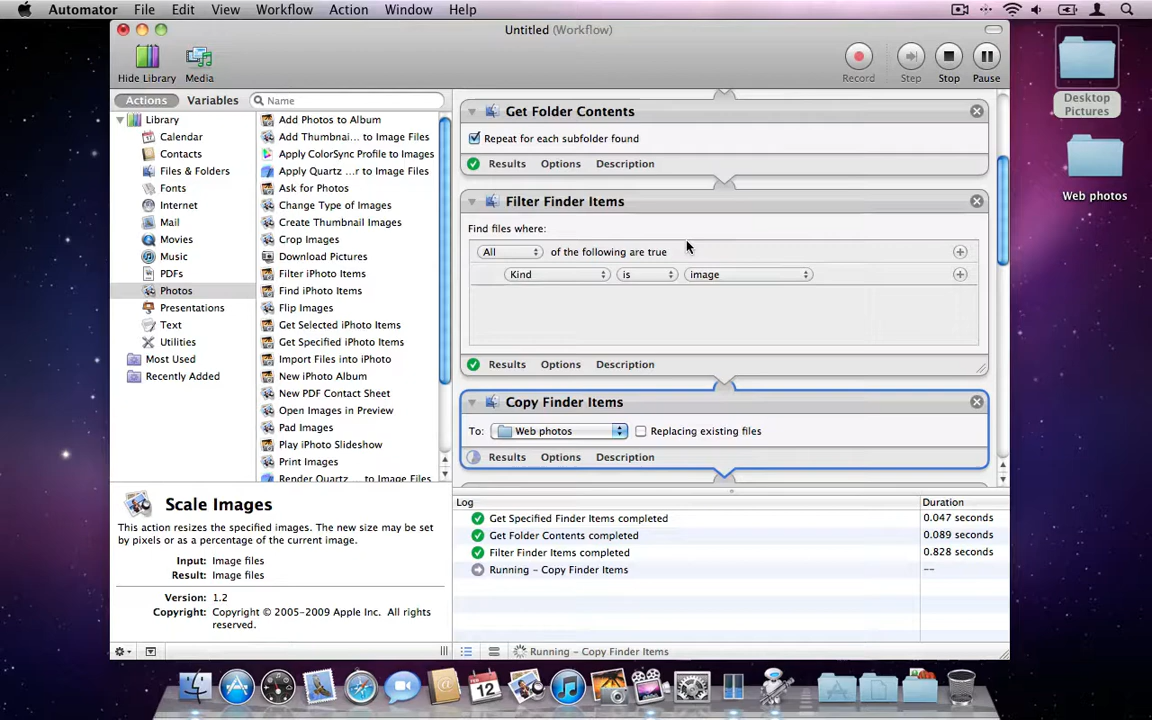 Automator File Edit View Workflow Action Window Help
Untitled (Workflow)
Hide Library Media Record Step Stop Pause
Desktop
Pictures
Web photos
Actions Variables Name
Library
Calendar
Contacts
Files & Folders
Fonts
Internet
Mail
Movies
Music
PDFs
Photos
Presentations
Text
Utilities
Most Used
Recently Added
Add Photos to Album
Add Thumbnai... to Image Files
Apply ColorSync Profile to Images
Apply Quartz ...r to Image Files
Ask for Photos
Change Type of Images
Create Thumbnail Images
Crop Images
Download Pictures
Filter iPhoto Items
Find iPhoto Items
Flip Images
Get Selected iPhoto Items
Get Specified iPhoto Items
Import Files into iPhoto
New iPhoto Album
New PDF Contact Sheet
Open Images in Preview
Pad Images
Play iPhoto Slideshow
Print Images
Render Quartz ... to Image Files
Get Folder Contents
Repeat for each subfolder found
Results Options Description
Filter Finder Items
Find files where:
All of the following are true
Kind is image
Results Options Description
Copy Finder Items
To: Web photos Replacing existing files
Results Options Description
Scale Images
This action resizes the specified images. The new size may be set
by pixels or as a percentage of the current image.
Input: Image files
Result: Image files
Version: 1.2
Copyright: Copyright © 2005-2009 Apple Inc. All rights
reserved.
Log Duration
Get Specified Finder Items completed 0.047 seconds
Get Folder Contents completed 0.089 seconds
Filter Finder Items completed 0.828 seconds
Running – Copy Finder Items --
Running – Copy Finder Items
FEB
12